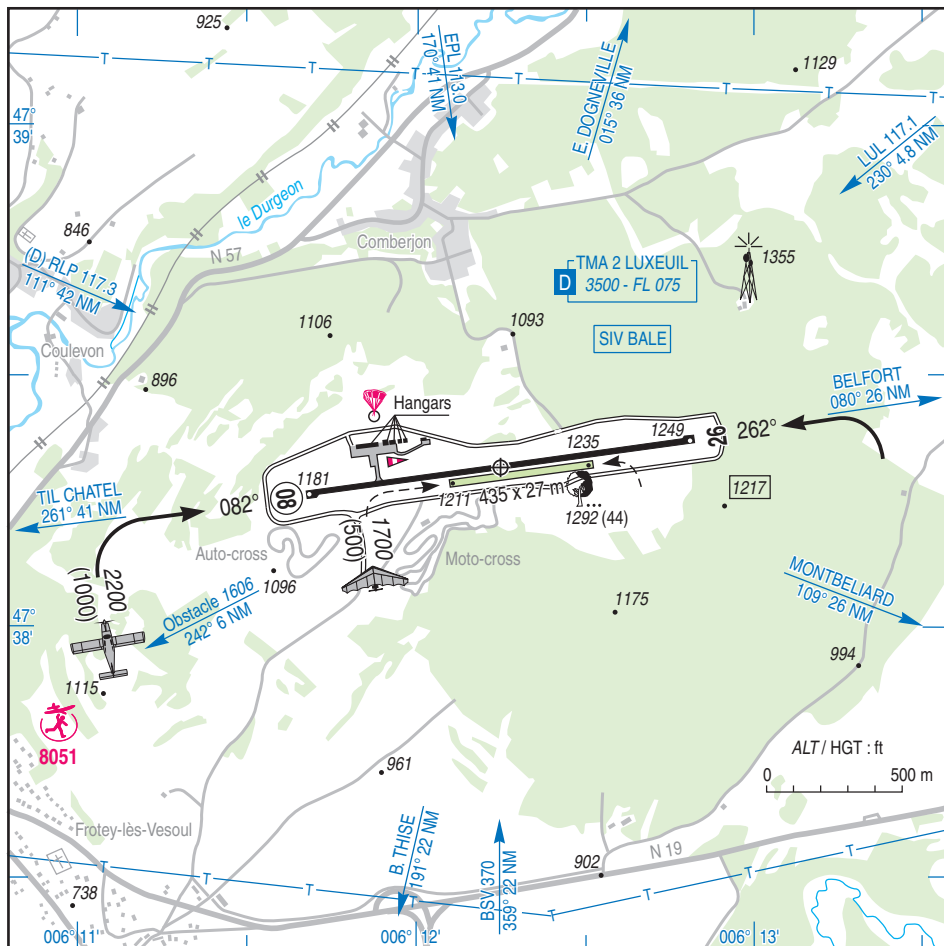 925
EPL 113.0
170° 41 NM
E. DOGNEVILLE
015° 36 NM
1129
T
T
T
T
T
T
47°
39'
LUL 117.1
230° 4.8 NM
le Durgeon
846
N 57
Comberjon
(D) RLP 117.3
111° 42 NM
1355
D
TMA 2 LUXEUIL
3500 - FL 075
1106
1093
SIV BALE
Coulevon
896
BELFORT
080° 26 NM
Hangars
26
262°
1249
1235
1181
08
082°
1217
435 x 27 m
1217
1292 (44)
TIL CHATEL
261° 41 NM
1700
(500)
Auto-cross
Moto-cross
1096
2200
(1000)
Obstacle 1606
242° 6 NM
MONTBELIARD
109° 26 NM
1175
47°
38'
994
1115
8051
961
ALT / HGT : ft
0
500 m
Frotey-lès-Vesoul
B. THISE
191° 22 NM
BSV 370
359° 22 NM
902
N 19
T
T
T
T
T
T
738
006° 11'
006° 12'
006° 13'